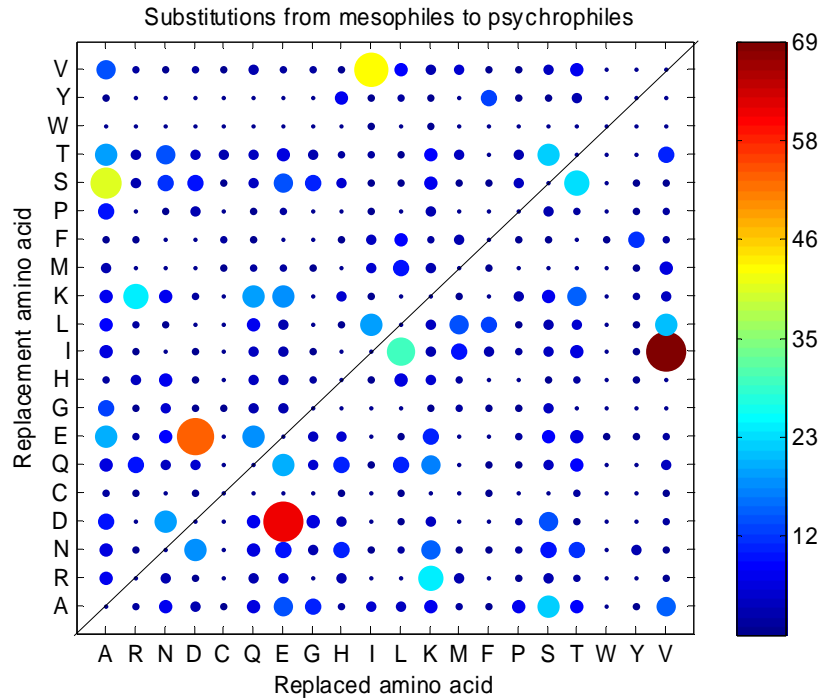 Substitutions from mesophiles to psychrophiles
Replacement amino acid
V
Y
W
T
S
P
F
M
K
L
I
H
G
E
Q
C
D
N
R
A
A R N D C Q E G H I L K M F P S T W Y V
Replaced amino acid
69
58
46
35
23
12